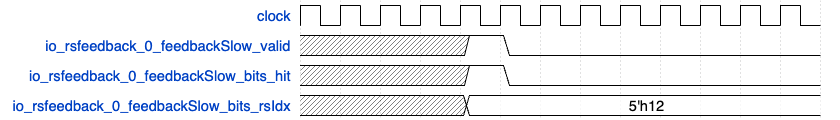 clock
io_rsfeedback_0_feedbackSlow_valid
io_rsfeedback_0_feedbackSlow_bits_hit
io_rsfeedback_0_feedbackSlow_bits_rsIdx 5'h12